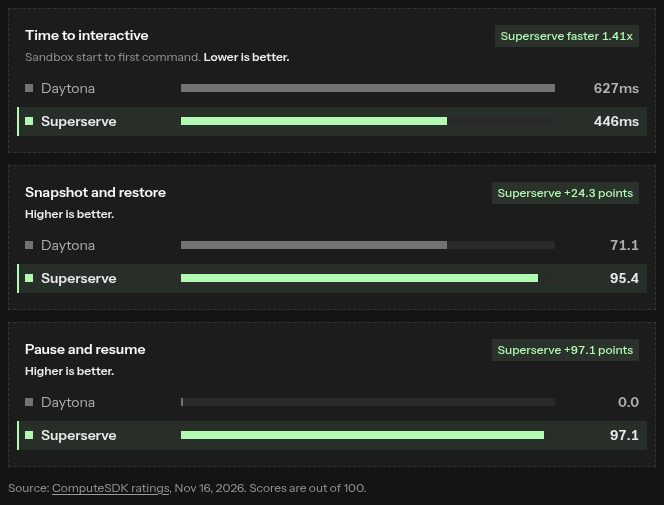 Time to interactive
Superserve faster 1.41x
Sandbox start to first command. Lower is better.
Daytona
627ms
Superserve
446ms
Snapshot and restore
Superserve +24.3 points
Higher is better.
Daytona
71.1
Superserve
95.4
Pause and resume
Superserve +97.1 points
Higher is better.
Daytona
0.0
Superserve
97.1
Source: ComputeSDK ratings, Nov 16, 2026. Scores are out of 100.